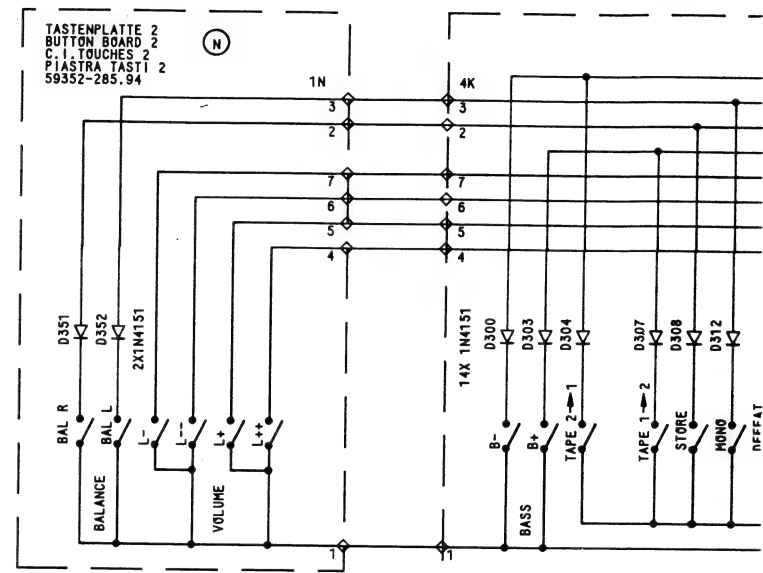 TASTENPLATTE 2
BUTTON BOARD 2
C.I.TOUCHES 2
PIASTRA TASTI 2
59352-285.94
N
1N
4K
3
3
2
2
7
7
6
6
5
5
4
4
D351
D352
2X1N4151
14X 1N4151
D300
D303
D304
D307
D308
D312
BAL R
BAL L
L-
L--
L+
L++
B-
B+
TAPE 2→1
TAPE 1→2
STORE
MONO
BALANCE
VOLUME
BASS
1
1